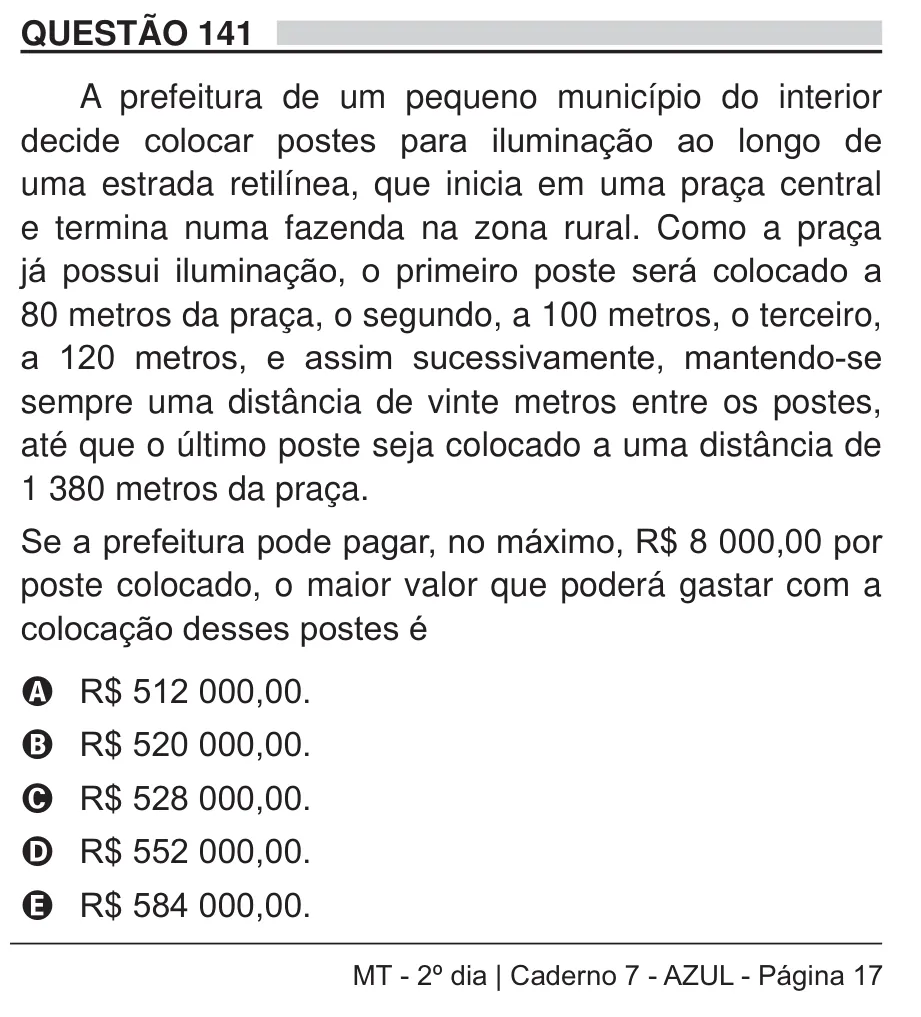 QUESTÃO 141
A prefeitura de um pequeno município do interior
decide colocar postes para iluminação ao longo de
uma estrada retilínea, que inicia em uma praça central
e termina numa fazenda na zona rural. Como a praça
já possui iluminação, o primeiro poste será colocado a
80 metros da praça, o segundo, a 100 metros, o terceiro,
a 120 metros, e assim sucessivamente, mantendo-se
sempre uma distância de vinte metros entre os postes,
até que o último poste seja colocado a uma distância de
1 380 metros da praça.
Se a prefeitura pode pagar, no máximo, R$ 8 000,00 por
poste colocado, o maior valor que poderá gastar com a
colocação desses postes é
A R$ 512 000,00.
B R$ 520 000,00.
C R$ 528 000,00.
D R$ 552 000,00.
E R$ 584 000,00.
MT - 2º dia | Caderno 7 - AZUL - Página 17